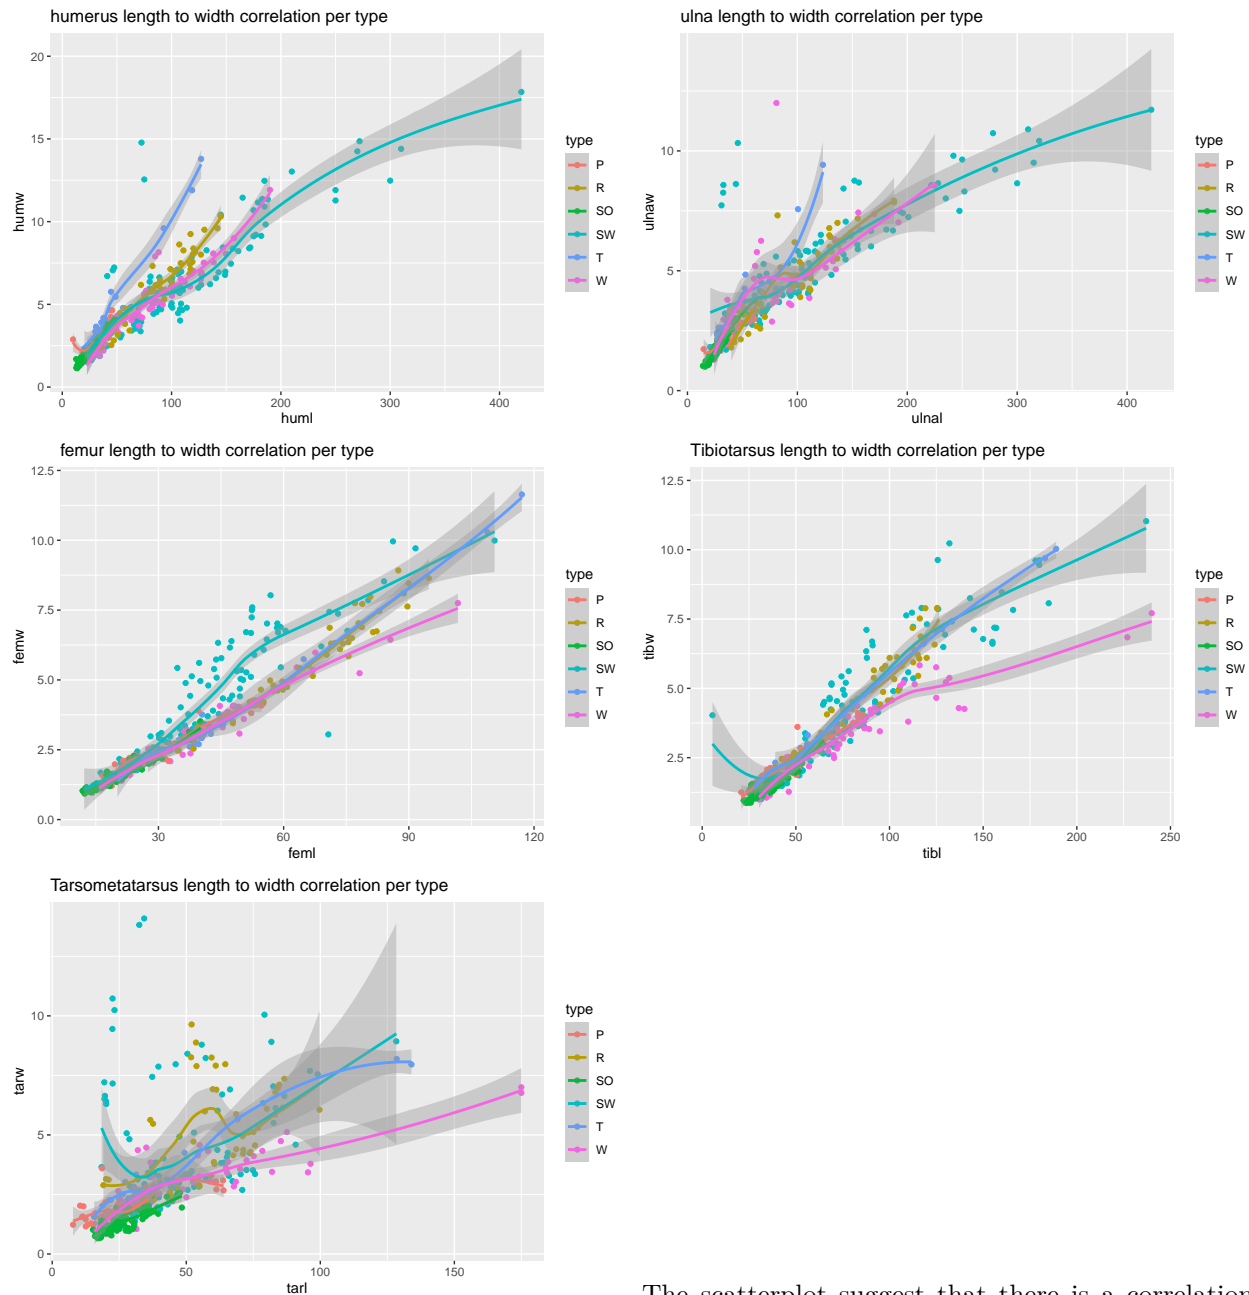 humerus length to width correlation per type
20
15
10
5
0
humw
0
100
200
300
400
huml
type
P
R
SO
SW
T
W
ulna length to width correlation per type
10
5
0
ulnaw
0
100
200
300
400
ulnal
type
P
R
SO
SW
T
W
femur length to width correlation per type
12.5
10.0
7.5
5.0
2.5
0.0
femw
30
60
90
120
feml
type
P
R
SO
SW
T
W
Tibiotarsus length to width correlation per type
12.5
10.0
7.5
5.0
2.5
tibw
0
50
100
150
200
250
tibl
type
P
R
SO
SW
T
W
Tarsometatarsus length to width correlation per type
10
5
0
tarw
0
50
100
150
tarl
type
P
R
SO
SW
T
W
The scatterplot suggest that there is a correlation